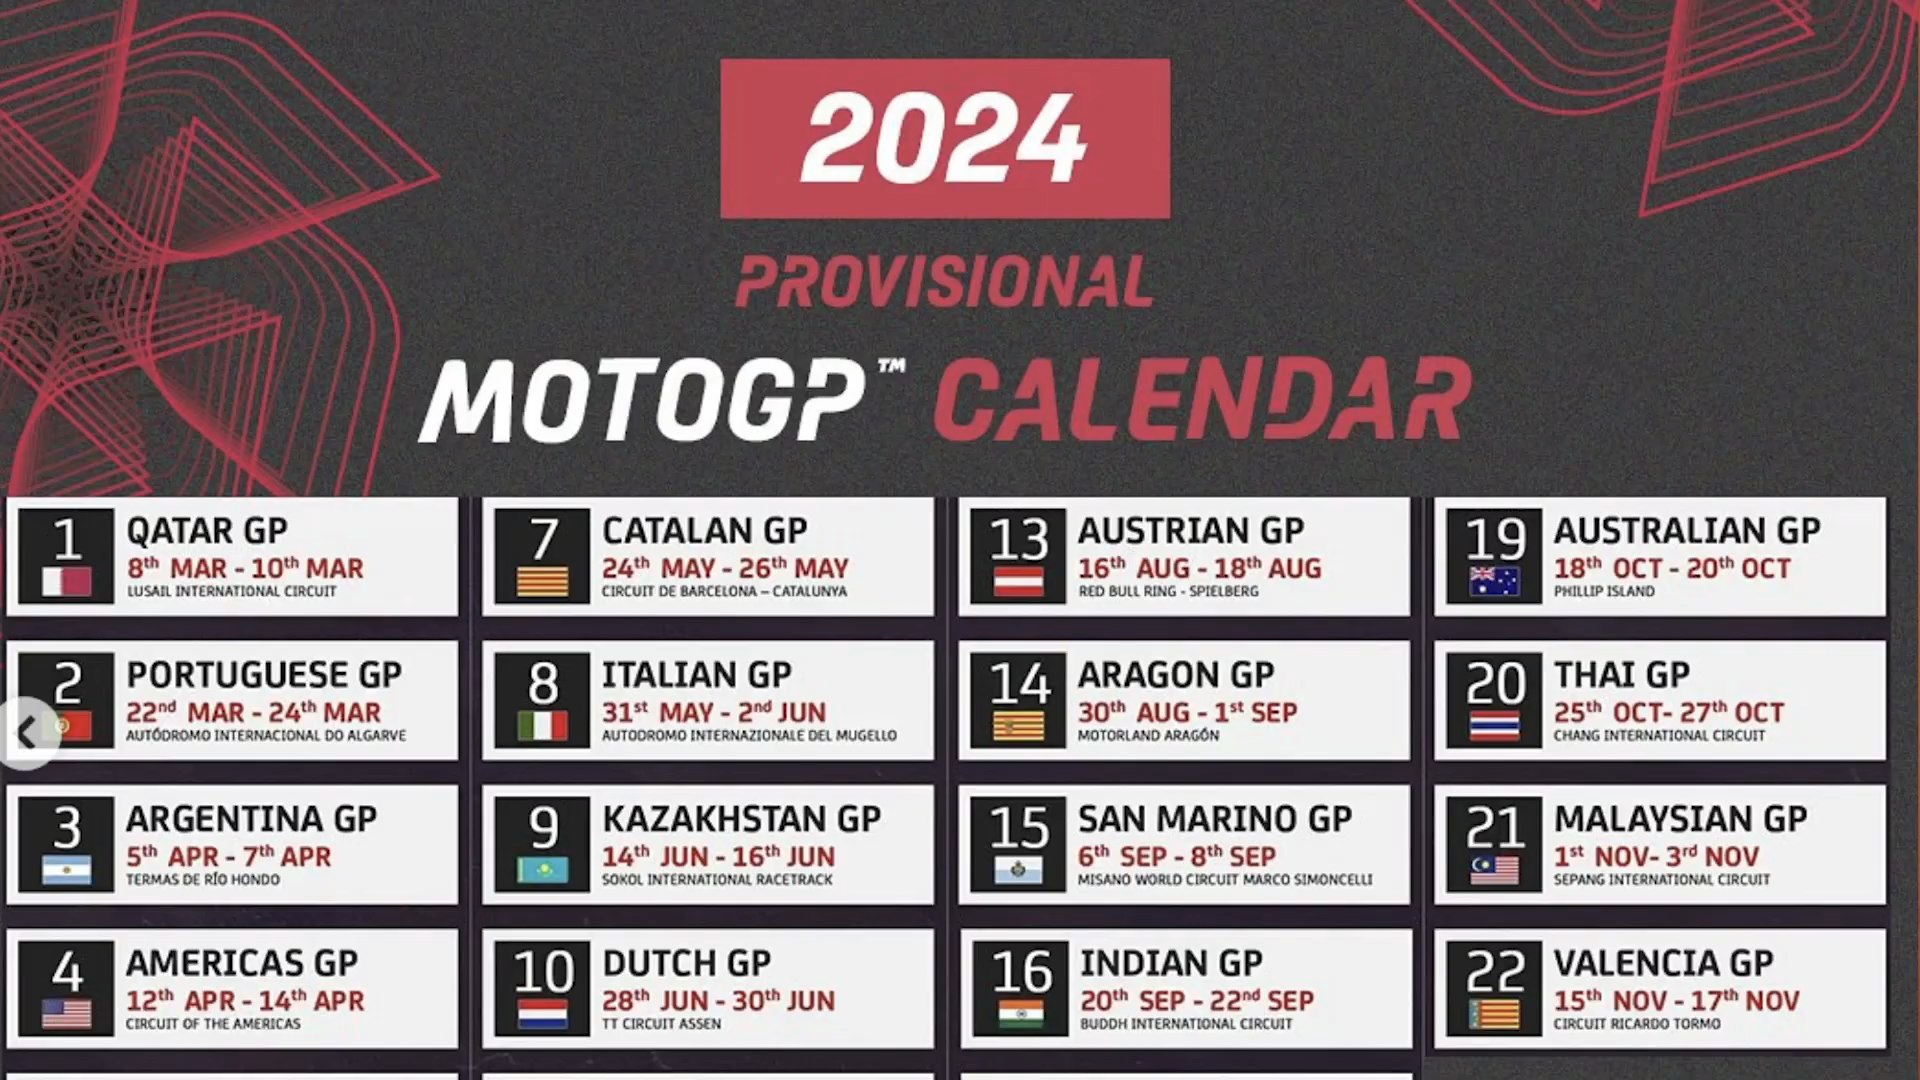 2024
PROVISIONAL
MOTOGP™ CALENDAR
1
QATAR GP
8th MAR - 10th MAR
LUSAIL INTERNATIONAL CIRCUIT
2
PORTUGUESE GP
22nd MAR - 24th MAR
AUTÓDROMO INTERNACIONAL DO ALGARVE
3
ARGENTINA GP
5th APR - 7th APR
TERMAS DE RÍO HONDO
4
AMERICAS GP
12th APR - 14th APR
CIRCUIT OF THE AMERICAS
7
CATALAN GP
24th MAY - 26th MAY
CIRCUIT DE BARCELONA – CATALUNYA
8
ITALIAN GP
31st MAY - 2nd JUN
AUTODROMO INTERNAZIONALE DEL MUGELLO
9
KAZAKHSTAN GP
14th JUN - 16th JUN
SOKOL INTERNATIONAL RACETRACK
10
DUTCH GP
28th JUN - 30th JUN
TT CIRCUIT ASSEN
13
AUSTRIAN GP
16th AUG - 18th AUG
RED BULL RING - SPIELBERG
14
ARAGON GP
30th AUG - 1st SEP
MOTORLAND ARAGÓN
15
SAN MARINO GP
6th SEP - 8th SEP
MISANO WORLD CIRCUIT MARCO SIMONCELLI
16
INDIAN GP
20th SEP - 22nd SEP
BUDDH INTERNATIONAL CIRCUIT
19
AUSTRALIAN GP
18th OCT - 20th OCT
PHILLIP ISLAND
20
THAI GP
25th OCT- 27th OCT
CHANG INTERNATIONAL CIRCUIT
21
MALAYSIAN GP
1st NOV- 3rd NOV
SEPANG INTERNATIONAL CIRCUIT
22
VALENCIA GP
15th NOV - 17th NOV
CIRCUIT RICARDO TORMO